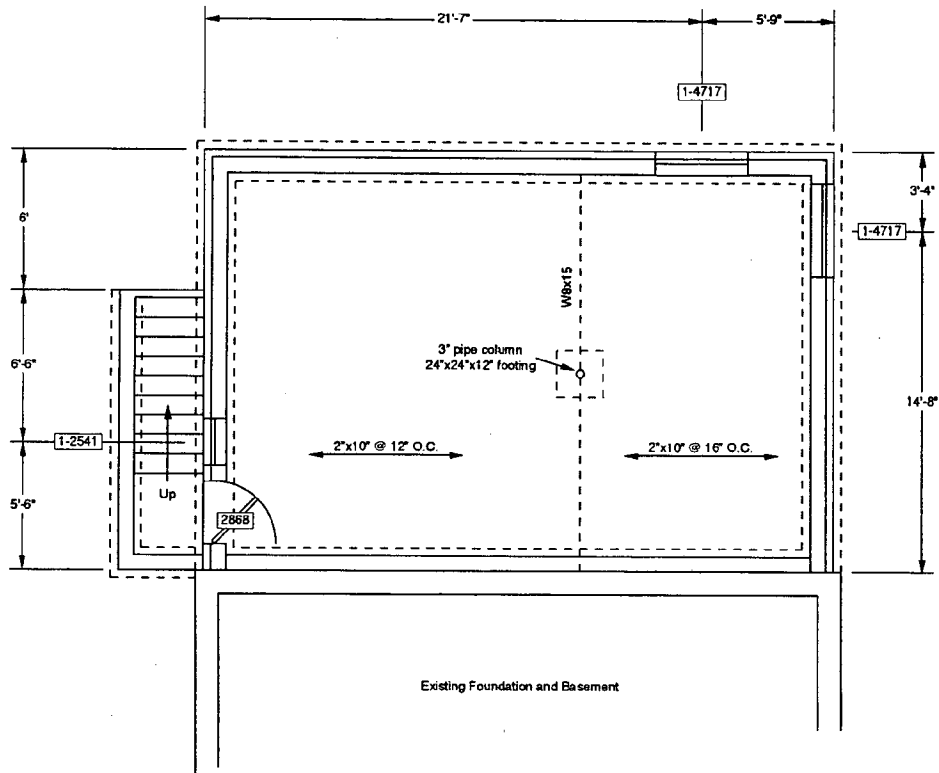 21'-7"
5'-9"
1-4717
6'
3'-4"
1-4717
W8x15
3" pipe column
24"x24"x12" footing
6'-6"
14'-8"
1-2541
2"x10" @ 12" O.C.
2"x10" @ 16" O.C.
Up
5'-6"
2868
Existing Foundation and Basement